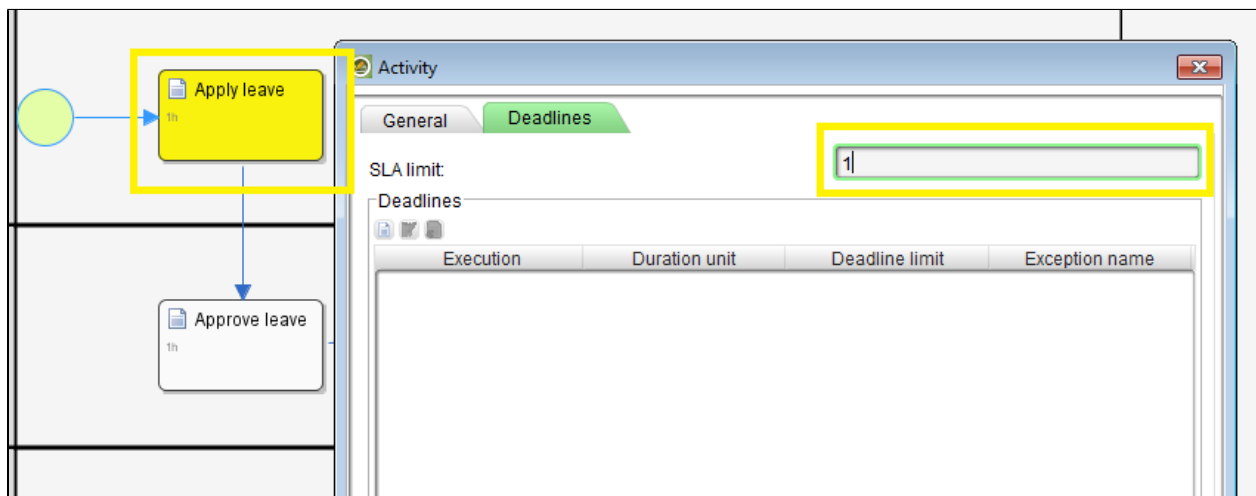 Apply leave
1h
Approve leave
1h
Activity
General Deadlines
SLA limit: 1
Deadlines
Execution Duration unit Deadline limit Exception name